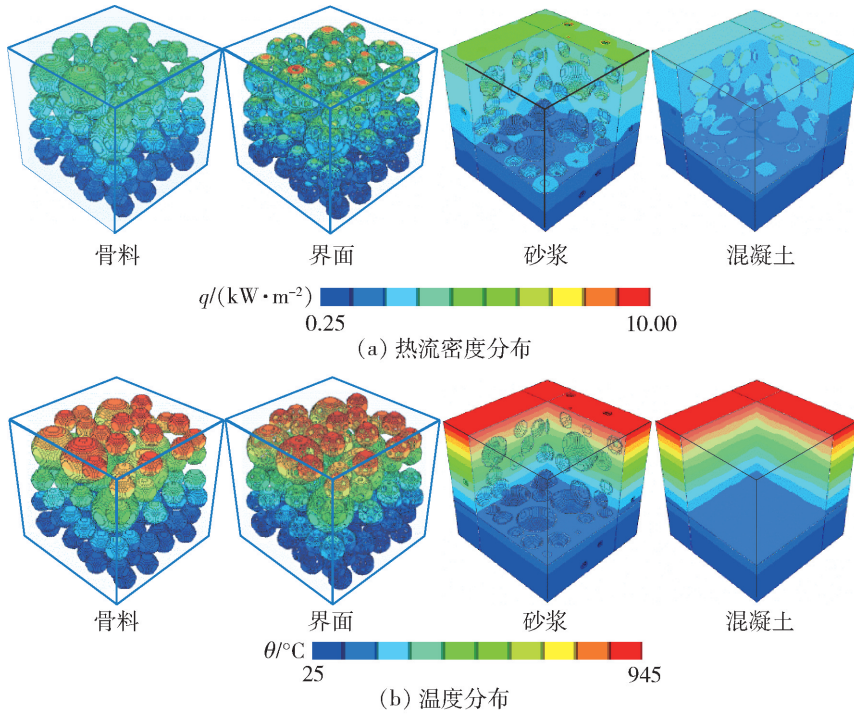 骨料 界面 砂浆 混凝土
q/(kW·m⁻²)
0.25 10.00
(a) 热流密度分布
骨料 界面 砂浆 混凝土
θ/°C
25 945
(b) 温度分布